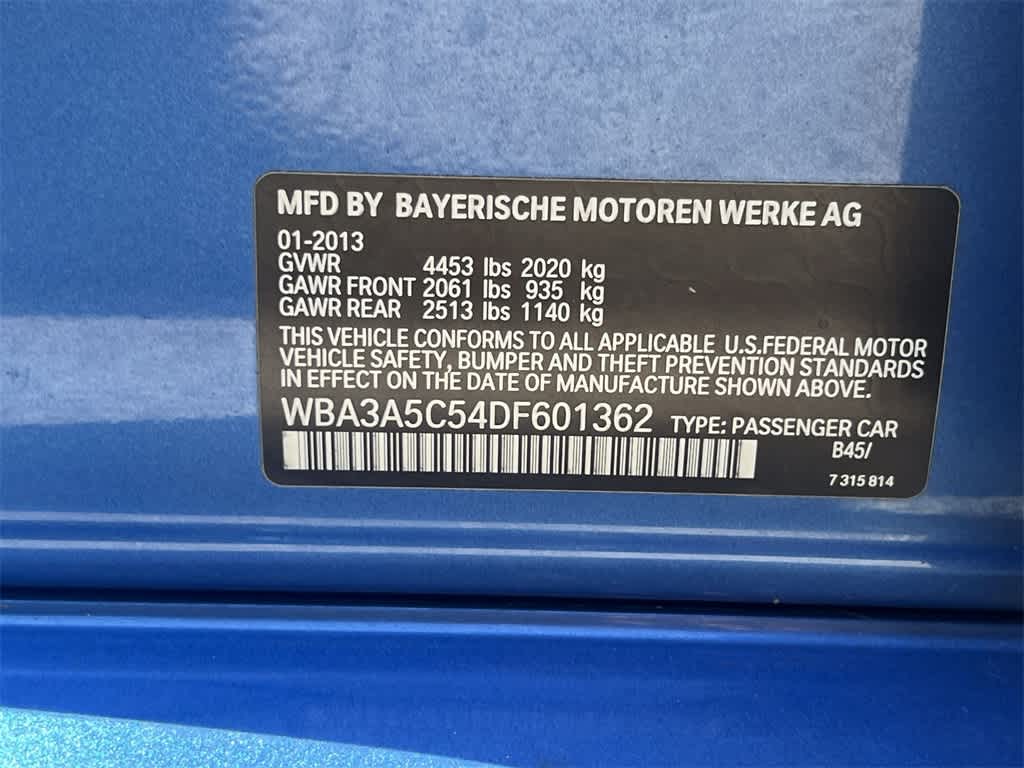 MFD BY BAYERISCHE MOTOREN WERKE AG
01-2013
GVWR 4453 lbs 2020 kg
GAWR FRONT 2061 lbs 935 kg
GAWR REAR 2513 lbs 1140 kg
THIS VEHICLE CONFORMS TO ALL APPLICABLE U.S.FEDERAL MOTOR
VEHICLE SAFETY, BUMPER AND THEFT PREVENTION STANDARDS
IN EFFECT ON THE DATE OF MANUFACTURE SHOWN ABOVE.
WBA3A5C54DF601362 TYPE: PASSENGER CAR
B45/
7 315 814